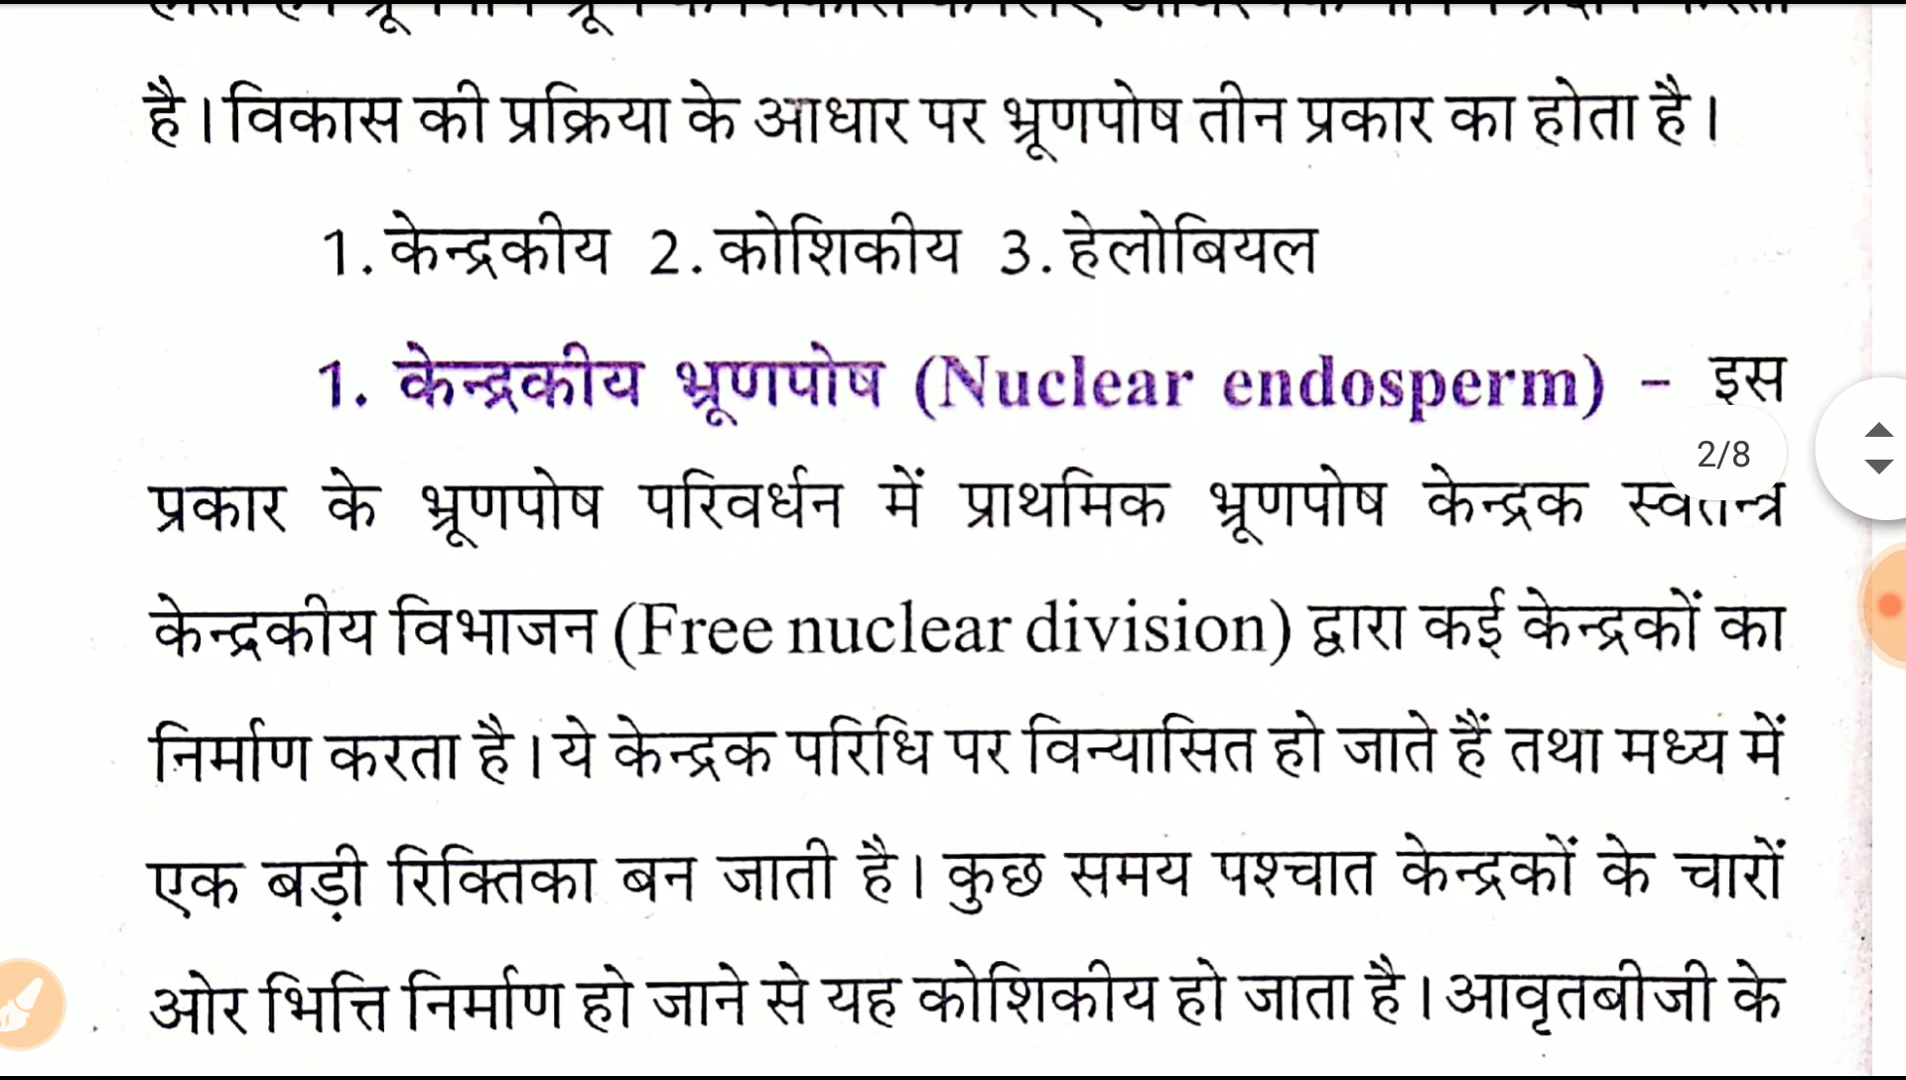 है। विकास की प्रक्रिया के आधार पर भ्रूणपोष तीन प्रकार का होता है।
1. केन्द्रकीय 2. कोशिकीय 3. हेलोबियल
1. केन्द्रकीय भ्रूणपोष (Nuclear endosperm) – इस
2/8
प्रकार के भ्रूणपोष परिवर्धन में प्राथमिक भ्रूणपोष केन्द्रक स्वतन्त्र
केन्द्रकीय विभाजन (Free nuclear division) द्वारा कई केन्द्रकों का
निर्माण करता है। ये केन्द्रक परिधि पर विन्यासित हो जाते हैं तथा मध्य में
एक बड़ी रिक्तिका बन जाती है। कुछ समय पश्चात केन्द्रकों के चारों
ओर भित्ति निर्माण हो जाने से यह कोशिकीय हो जाता है। आवृतबीजी के